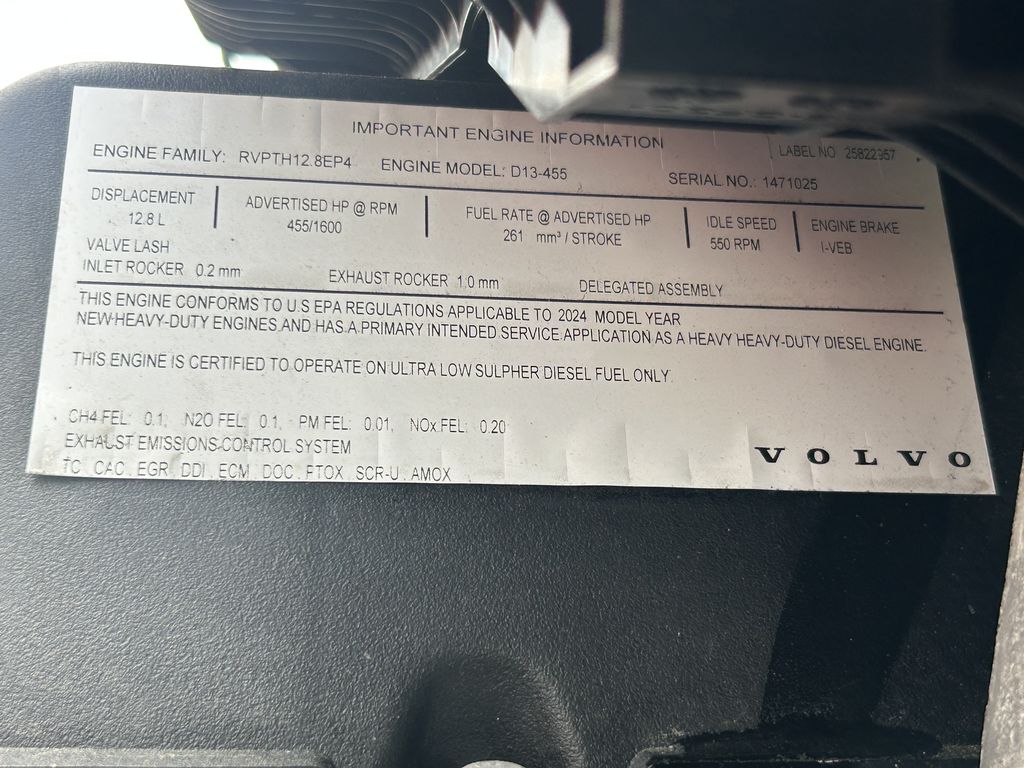 IMPORTANT ENGINE INFORMATION
LABEL NO 25822957
ENGINE FAMILY: RVPTH12.8EP4 ENGINE MODEL: D13-455 SERIAL NO.: 1471025
DISPLACEMENT ADVERTISED HP @ RPM FUEL RATE @ ADVERTISED HP IDLE SPEED ENGINE BRAKE
12.8 L 455/1600 261 mm³ / STROKE 550 RPM I-VEB
VALVE LASH
INLET ROCKER 0.2 mm EXHAUST ROCKER 1.0 mm DELEGATED ASSEMBLY
THIS ENGINE CONFORMS TO U.S EPA REGULATIONS APPLICABLE TO 2024 MODEL YEAR
NEW HEAVY-DUTY ENGINES AND HAS A PRIMARY INTENDED SERVICE APPLICATION AS A HEAVY HEAVY-DUTY DIESEL ENGINE.
THIS ENGINE IS CERTIFIED TO OPERATE ON ULTRA LOW SULPHER DIESEL FUEL ONLY.
CH4 FEL: 0.1, N2O FEL: 0.1, PM FEL: 0.01, NOx FEL: 0.20
EXHAUST EMISSIONS CONTROL SYSTEM
TC , CAC , EGR , DDI , ECM , DOC , PTOX , SCR-U , AMOX
VOLVO